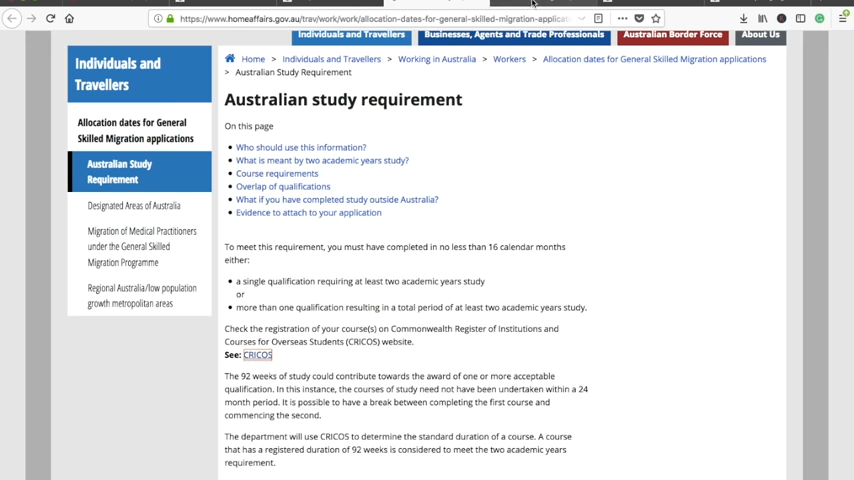 https://www.homeaffairs.gov.au/trav/work/work/allocation-dates-for-general-skilled-migration-applicati
Individuals and Travellers
Businesses, Agents and Trade Professionals
Australian Border Force
About Us
Individuals and
Travellers
Allocation dates for General
Skilled Migration applications
Australian Study
Requirement
Designated Areas of Australia
Migration of Medical Practitioners
under the General Skilled
Migration Programme
Regional Australia/low population
growth metropolitan areas
Home > Individuals and Travellers > Working in Australia > Workers > Allocation dates for General Skilled Migration applications
> Australian Study Requirement
Australian study requirement
On this page
Who should use this information?
What is meant by two academic years study?
Course requirements
Overlap of qualifications
What if you have completed study outside Australia?
Evidence to attach to your application
To meet this requirement, you must have completed in no less than 16 calendar months
either:
a single qualification requiring at least two academic years study
or
more than one qualification resulting in a total period of at least two academic years study.
Check the registration of your course(s) on Commonwealth Register of Institutions and
Courses for Overseas Students (CRICOS) website.
See: CRICOS
The 92 weeks of study could contribute towards the award of one or more acceptable
qualification. In this instance, the courses of study need not have been undertaken within a 24
month period. It is possible to have a break between completing the first course and
commencing the second.
The department will use CRICOS to determine the standard duration of a course. A course
that has a registered duration of 92 weeks is considered to meet the two academic years
requirement.